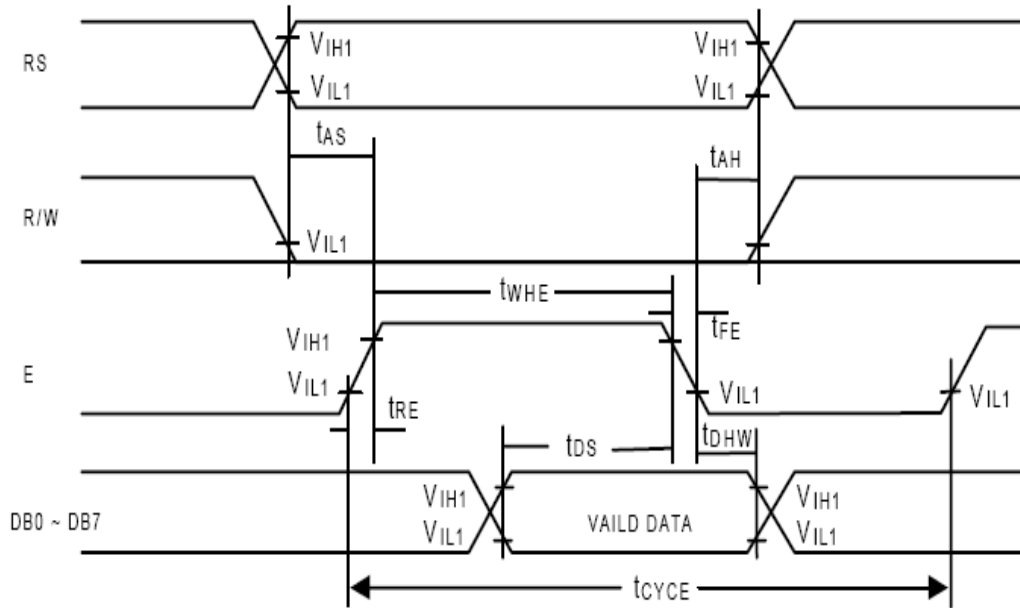 RS
VIH1
VIL1
VIH1
VIL1
tAS
tAH
R/W
VIL1
tWHE
tFE
E
VIH1
VIL1
VIL1
VIL1
tRE
tDS
tDHW
DB0 ~ DB7
VIH1
VIL1
VAILD DATA
VIH1
VIL1
tCYCE